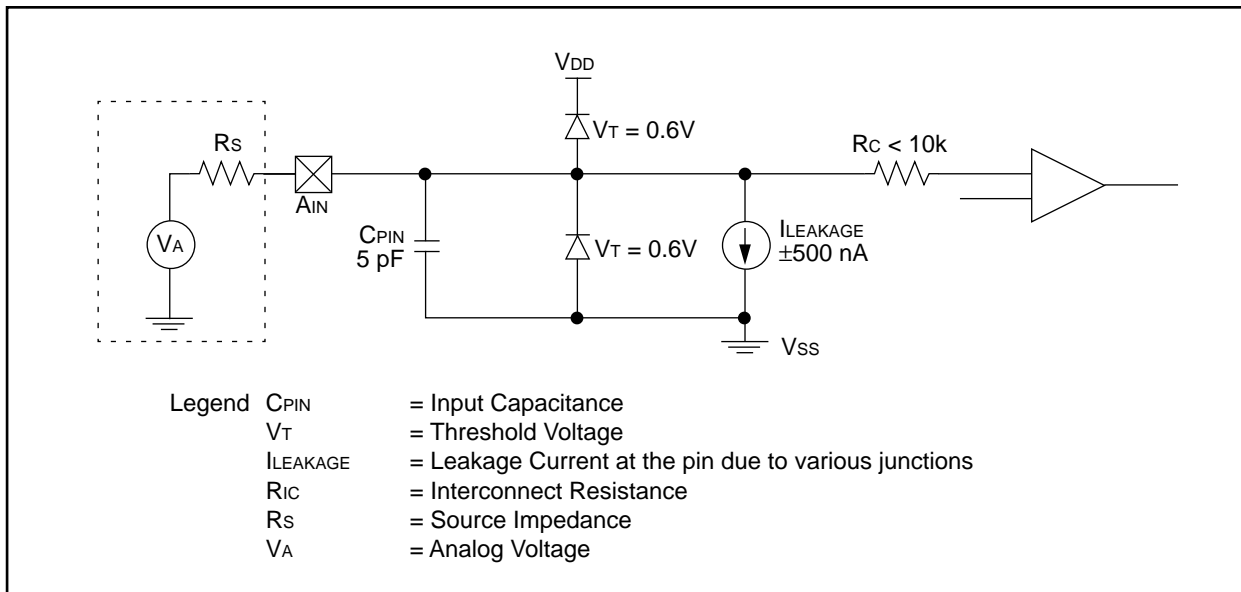 VDD
VT = 0.6V
RS
RC < 10k
AIN
VA
CPIN
5 pF
VT = 0.6V
ILEAKAGE
±500 nA
VSS
Legend CPIN = Input Capacitance
VT = Threshold Voltage
ILEAKAGE = Leakage Current at the pin due to various junctions
RIC = Interconnect Resistance
RS = Source Impedance
VA = Analog Voltage